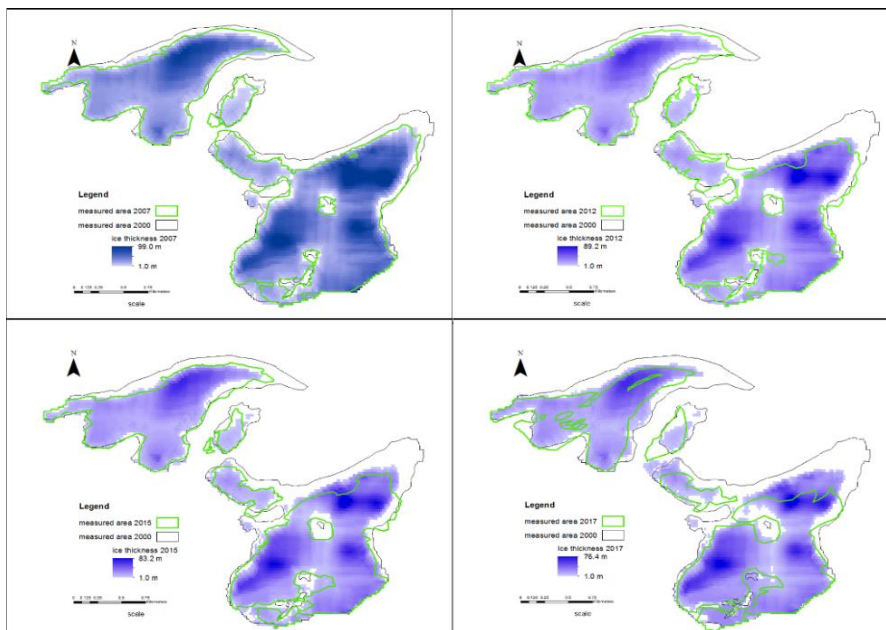 N
Legend
measured area 2007
measured area 2000
ice thickness 2007
99.0 m
1.0 m
scale
N
Legend
measured area 2012
measured area 2000
ice thickness 2012
89.2 m
1.0 m
scale
N
Legend
measured area 2015
measured area 2000
ice thickness 2015
83.2 m
1.0 m
scale
N
Legend
measured area 2017
measured area 2000
ice thickness 2017
76.4 m
1.0 m
scale